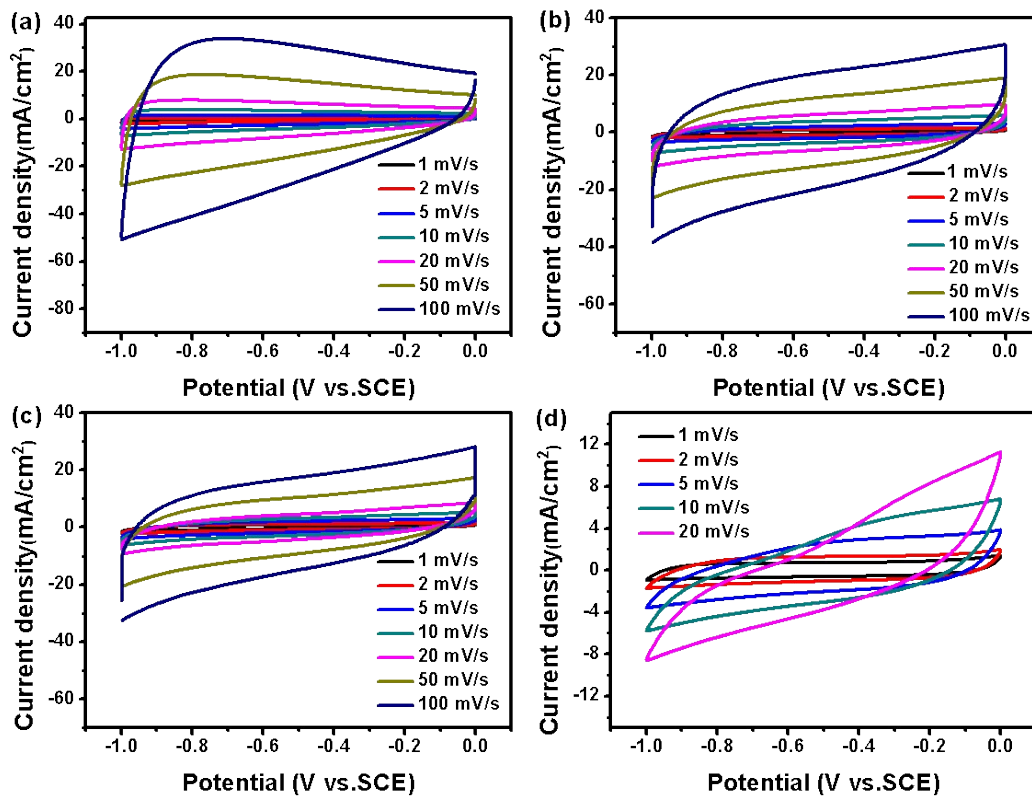 (a)
Current density(mA/cm2)
40
20
0
-20
-40
-60
-80
1 mV/s
2 mV/s
5 mV/s
10 mV/s
20 mV/s
50 mV/s
100 mV/s
-1.0 -0.8 -0.6 -0.4 -0.2 0.0
Potential (V vs.SCE)
(b)
Current density(mA/cm2)
40
20
0
-20
-40
-60
1 mV/s
2 mV/s
5 mV/s
10 mV/s
20 mV/s
50 mV/s
100 mV/s
-1.0 -0.8 -0.6 -0.4 -0.2 0.0
Potential (V vs.SCE)
(c)
Current density(mA/cm2)
40
20
0
-20
-40
-60
1 mV/s
2 mV/s
5 mV/s
10 mV/s
20 mV/s
50 mV/s
100 mV/s
-1.0 -0.8 -0.6 -0.4 -0.2 0.0
Potential (V vs.SCE)
(d)
Current density(mA/cm2)
12
8
4
0
-4
-8
-12
1 mV/s
2 mV/s
5 mV/s
10 mV/s
20 mV/s
-1.0 -0.8 -0.6 -0.4 -0.2 0.0
Potential (V vs.SCE)